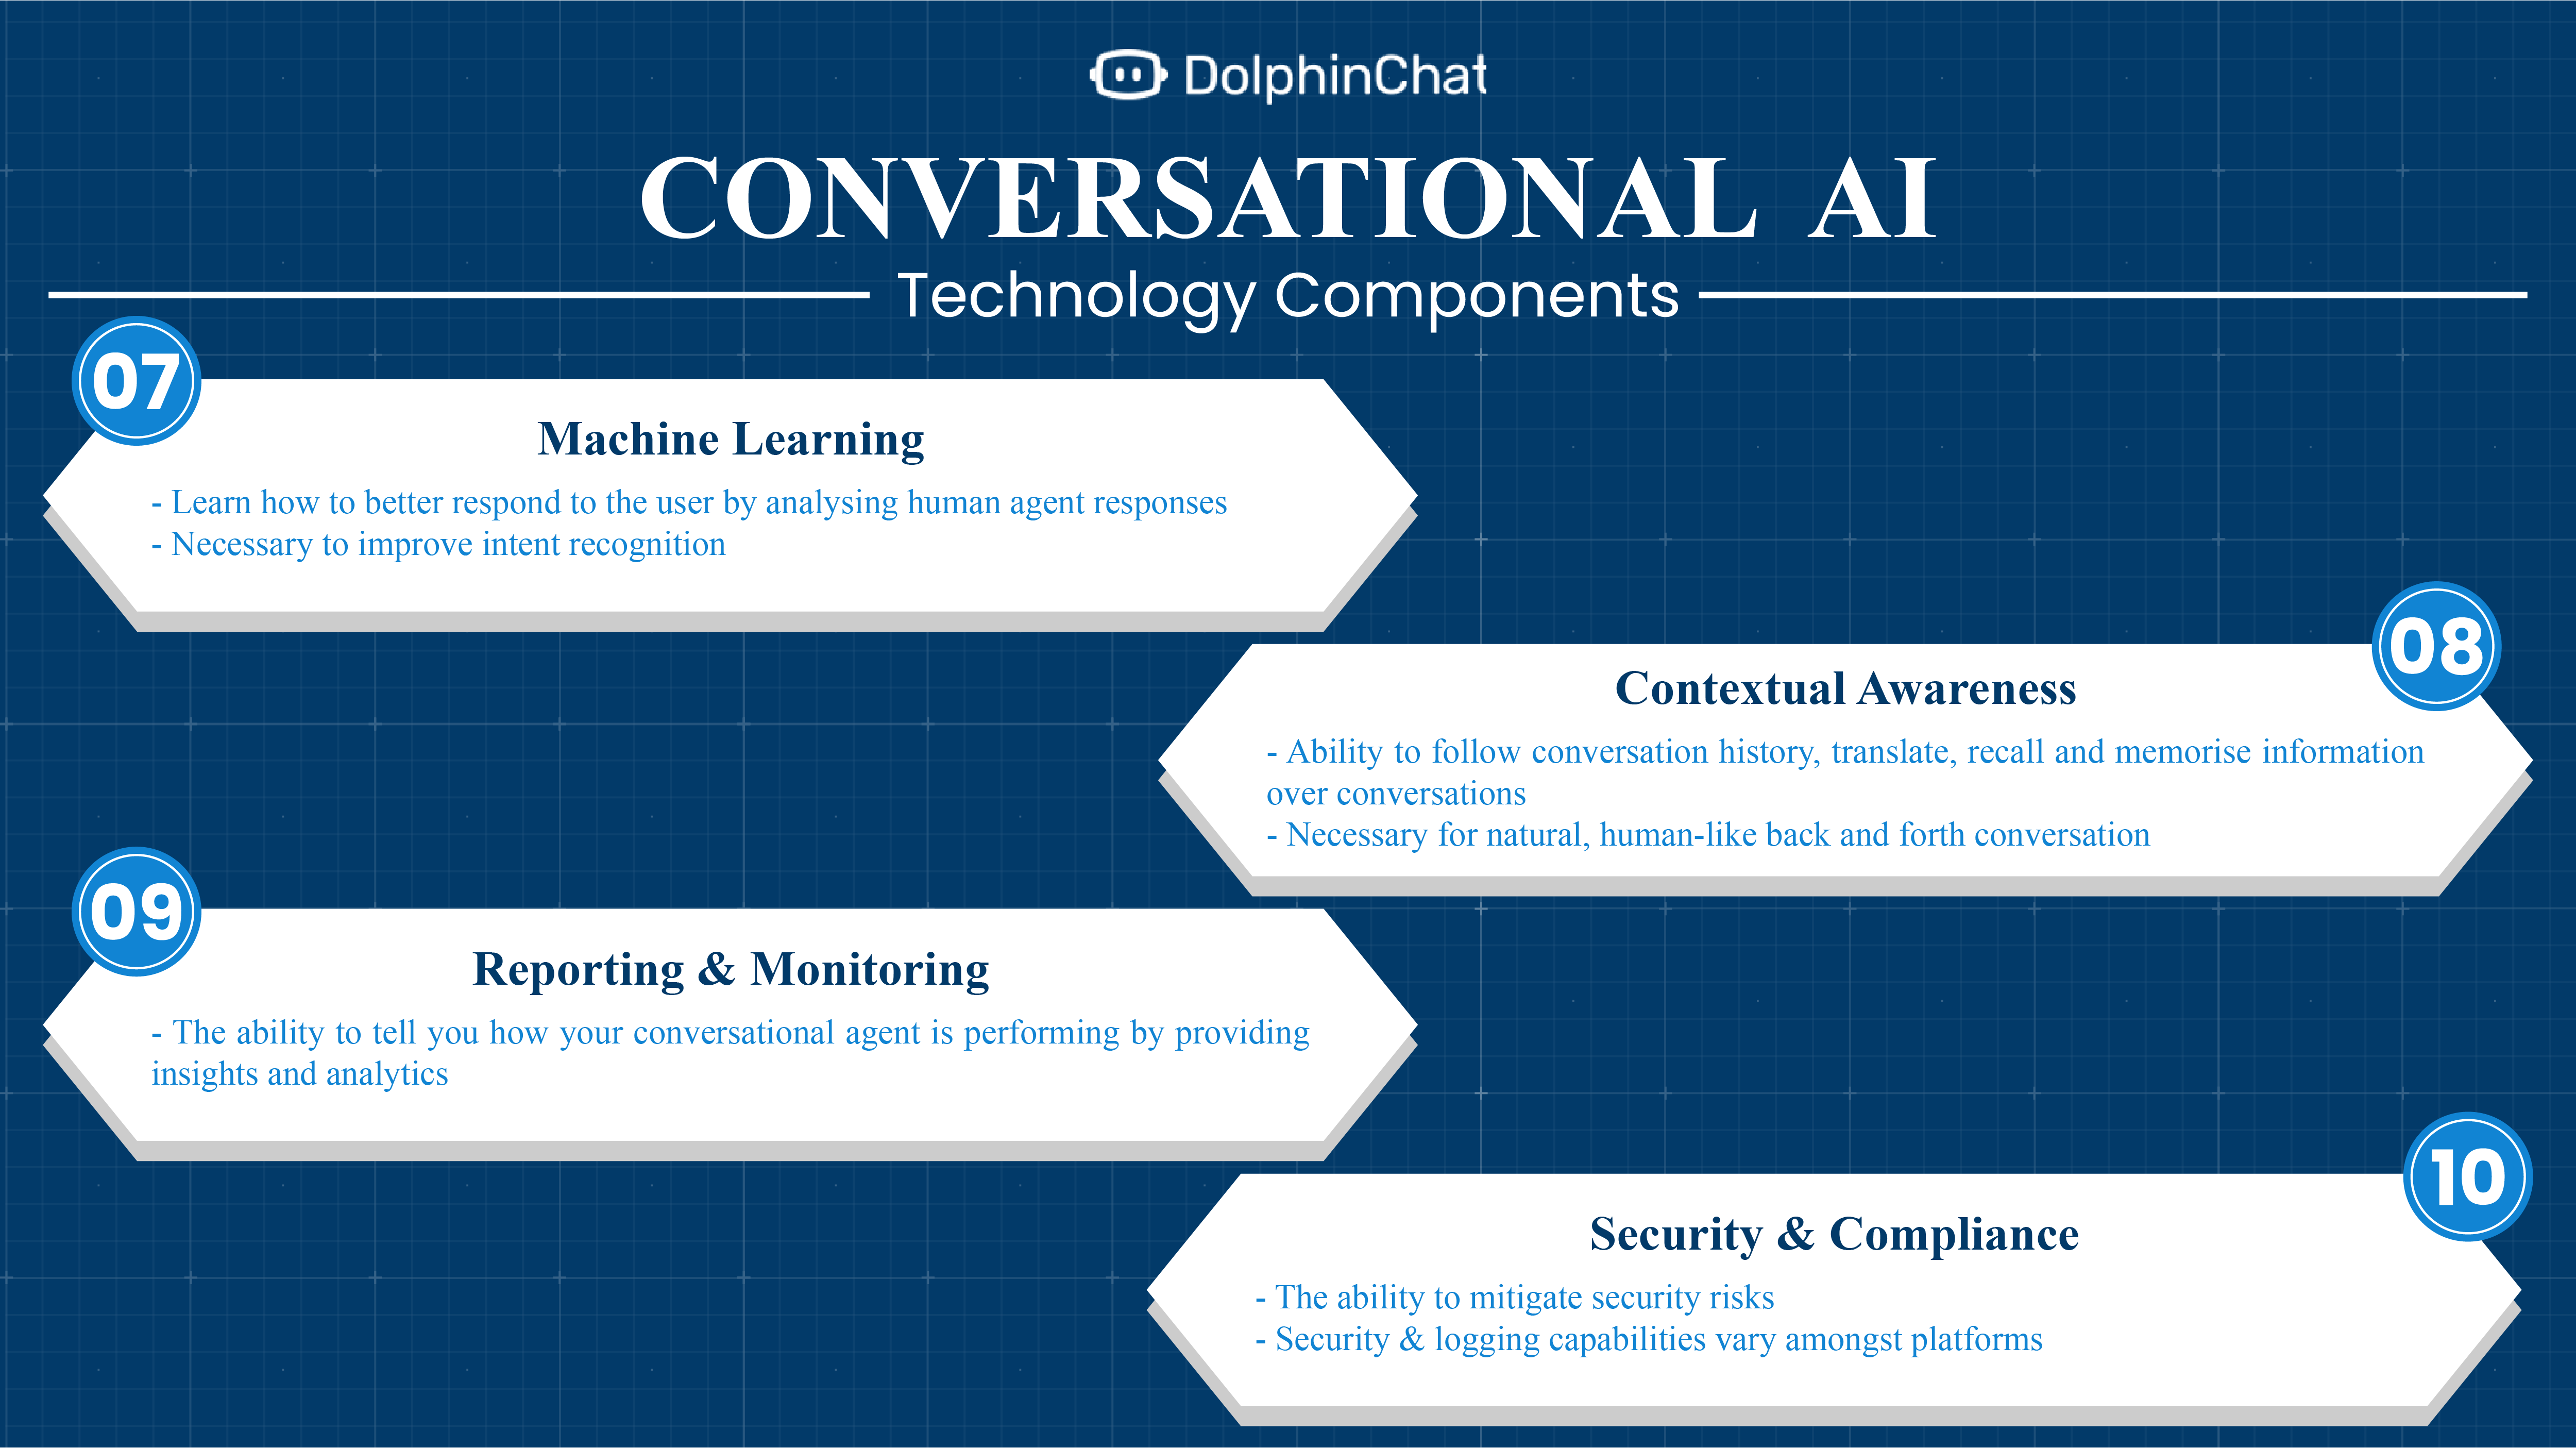 DolphinChat
CONVERSATIONAL AI
Technology Components
07
Machine Learning
- Learn how to better respond to the user by analysing human agent responses
- Necessary to improve intent recognition
08
Contextual Awareness
- Ability to follow conversation history, translate, recall and memorise information
over conversations
- Necessary for natural, human-like back and forth conversation
09
Reporting & Monitoring
- The ability to tell you how your conversational agent is performing by providing
insights and analytics
10
Security & Compliance
- The ability to mitigate security risks
- Security & logging capabilities vary amongst platforms